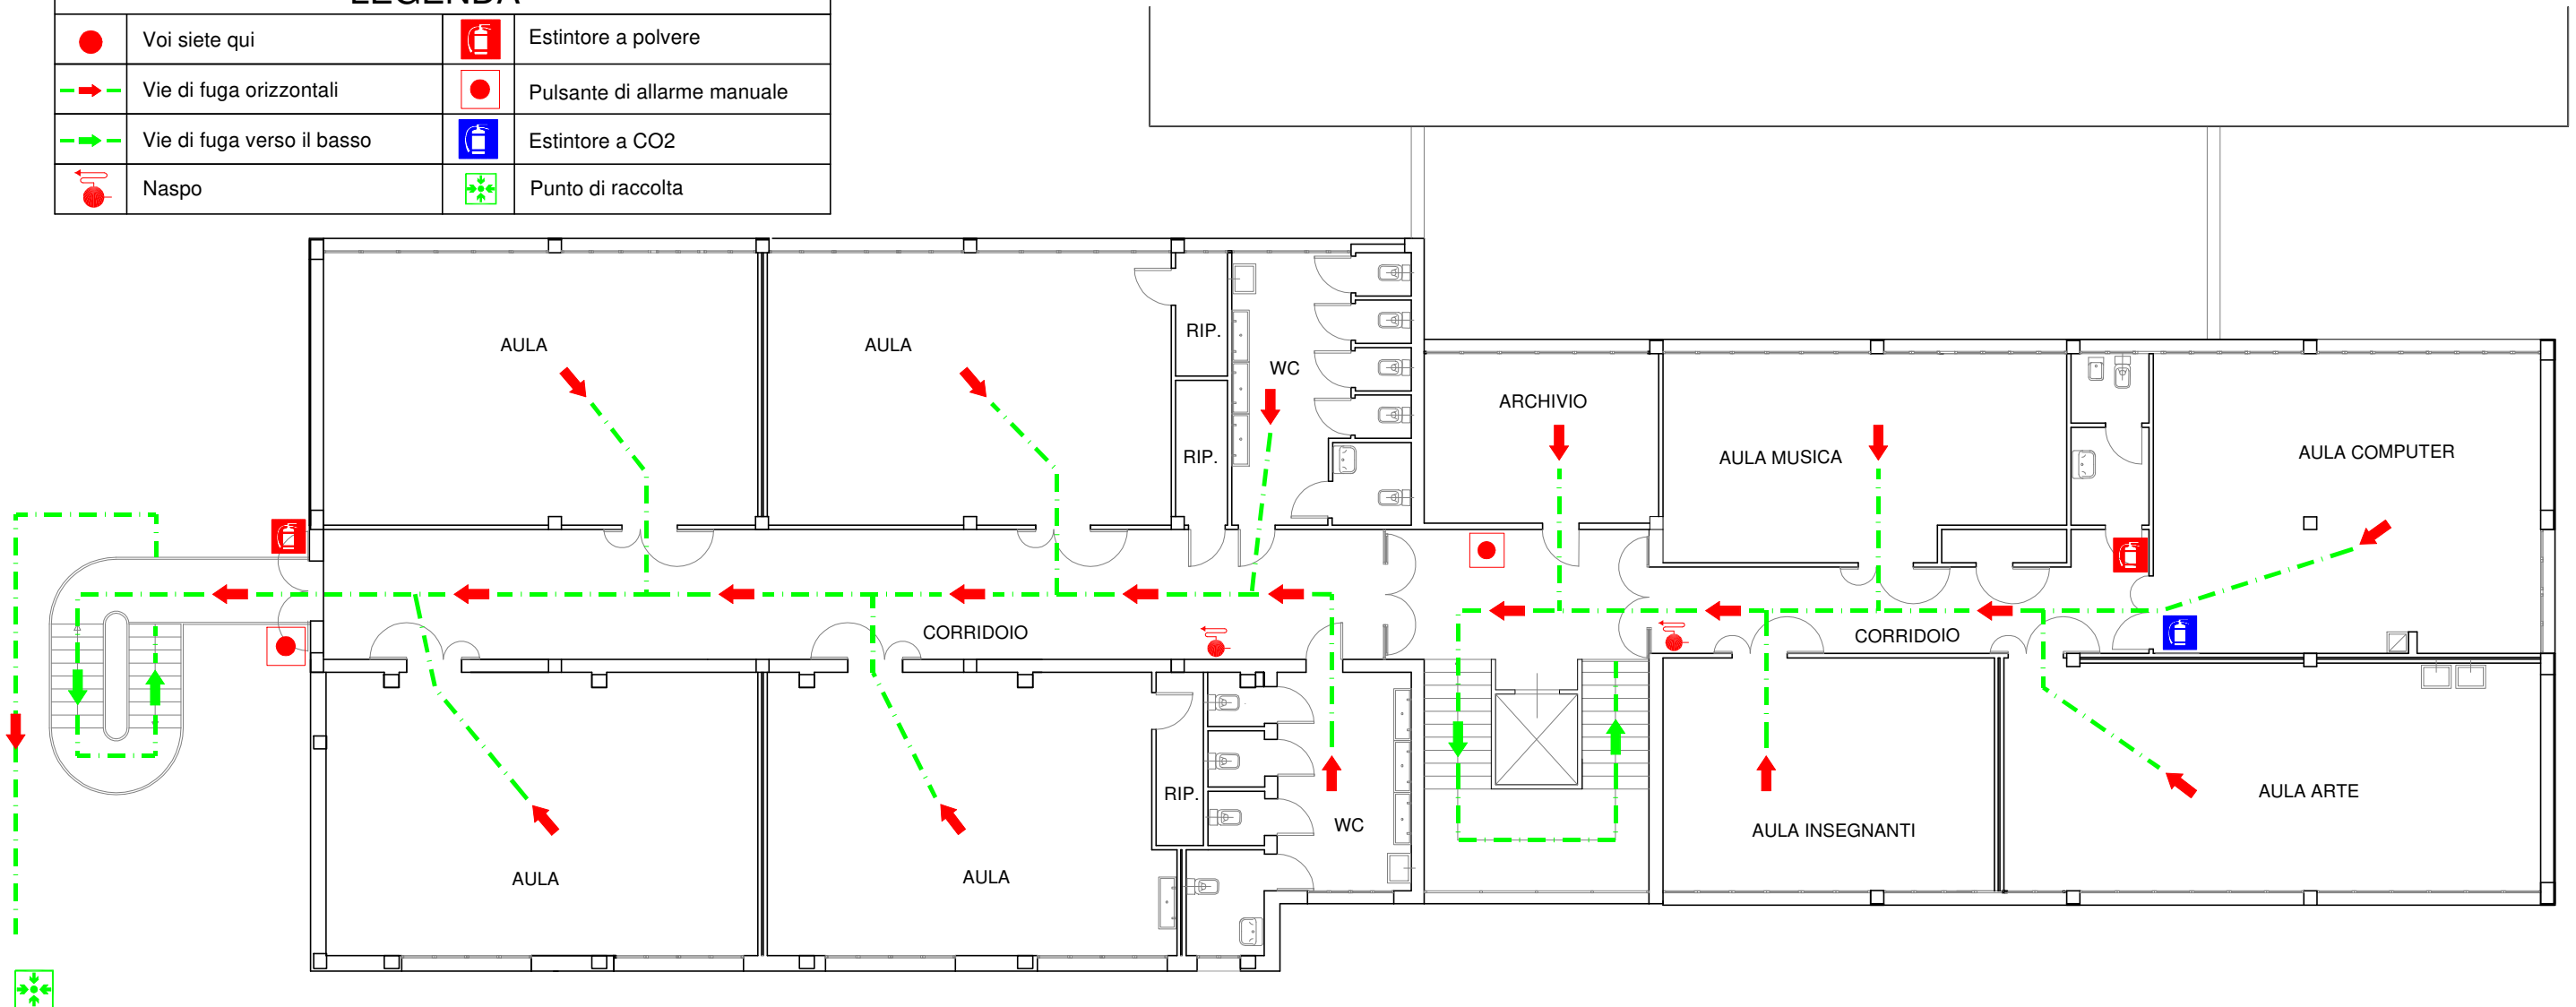 LEGENDA
Voi siete qui
Estintore a polvere
Vie di fuga orizzontali
Pulsante di allarme manuale
Vie di fuga verso il basso
Estintore a CO2
Naspo
Punto di raccolta
AULA
AULA
RIP.
WC
RIP.
ARCHIVIO
AULA MUSICA
AULA COMPUTER
CORRIDOIO
CORRIDOIO
AULA
AULA
RIP.
WC
AULA INSEGNANTI
AULA ARTE